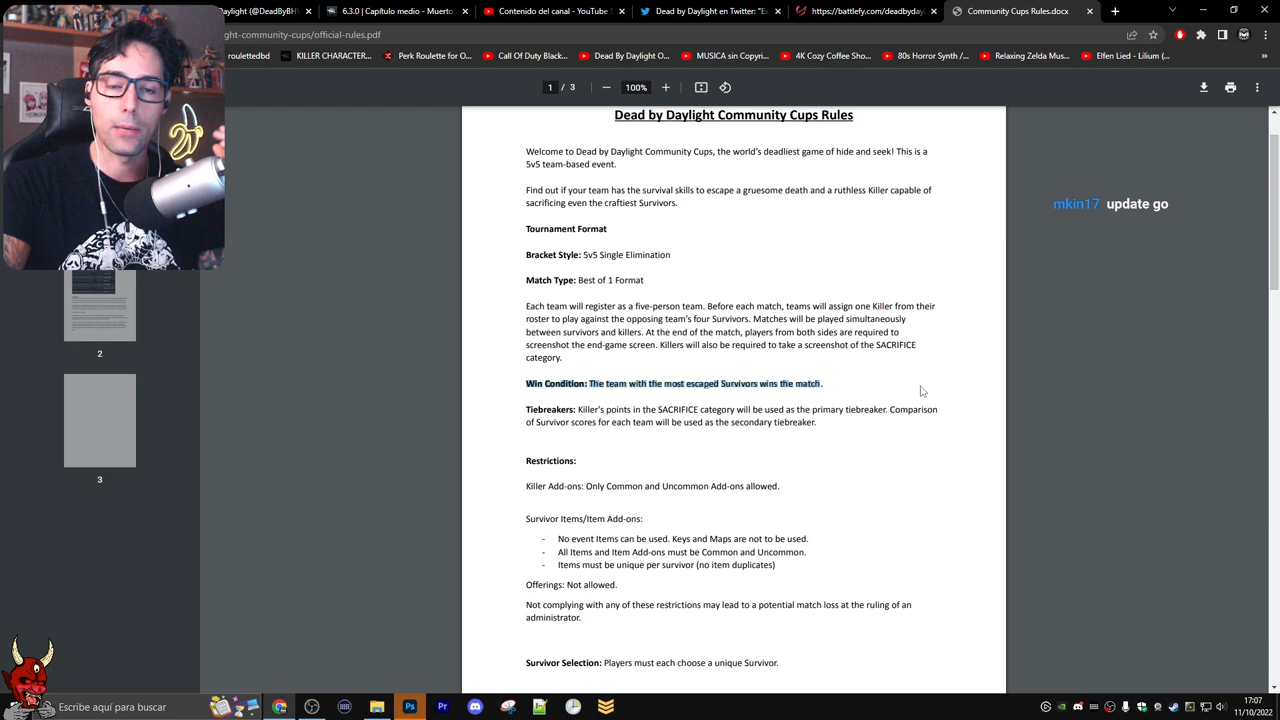 aylight (@DeadByBH
6.3.0 | Parches - Muerto
Contenido del canal - YouTube S
Dead by Daylight en Twitter: "Ex
https://battlefy.com/deadbydayl
Community Cups Rules.docx
ght-community-cups/official-rules.pdf
roulettedbd
KILLER CHARACTER...
Perk Roulette for O...
Call Of Duty Black...
Dead By Daylight O...
MUSICA sin Copyri...
4K Cozy Coffee Sho...
80s Horror Synth /...
Relaxing Zelda Mus...
Elfen Lied - Lilium (...
1 / 3
100%
Dead by Daylight Community Cups Rules
Welcome to Dead by Daylight Community Cups, the world's deadliest game of hide and seek! This is a
5v5 team-based event.
Find out if your team has the survival skills to escape a gruesome death and a ruthless Killer capable of
sacrificing even the craftiest Survivors.
mkin17 update go
Tournament Format
Bracket Style: 5v5 Single Elimination
Match Type: Best of 1 Format
Each team will register as a five-person team. Before each match, teams will assign one Killer from their
roster to play against the opposing team's four Survivors. Matches will be played simultaneously
between survivors and killers. At the end of the match, players from both sides are required to
screenshot the end-game screen. Killers will also be required to take a screenshot of the SACRIFICE
category.
2
Win Condition: The team with the most escaped Survivors wins the match.
Tiebreakers: Killer's points in the SACRIFICE category will be used as the primary tiebreaker. Comparison
of Survivor scores for each team will be used as the secondary tiebreaker.
Restrictions:
3
Killer Add-ons: Only Common and Uncommon Add-ons allowed.
Survivor Items/Item Add-ons:
- No event Items can be used. Keys and Maps are not to be used.
- All Items and Item Add-ons must be Common and Uncommon.
- Items must be unique per survivor (no item duplicates)
Offerings: Not allowed.
Not complying with any of these restrictions may lead to a potential match loss at the ruling of an
administrator.
Survivor Selection: Players must each choose a unique Survivor.
Escribe aquí para buscar
17:07
11/10/2022